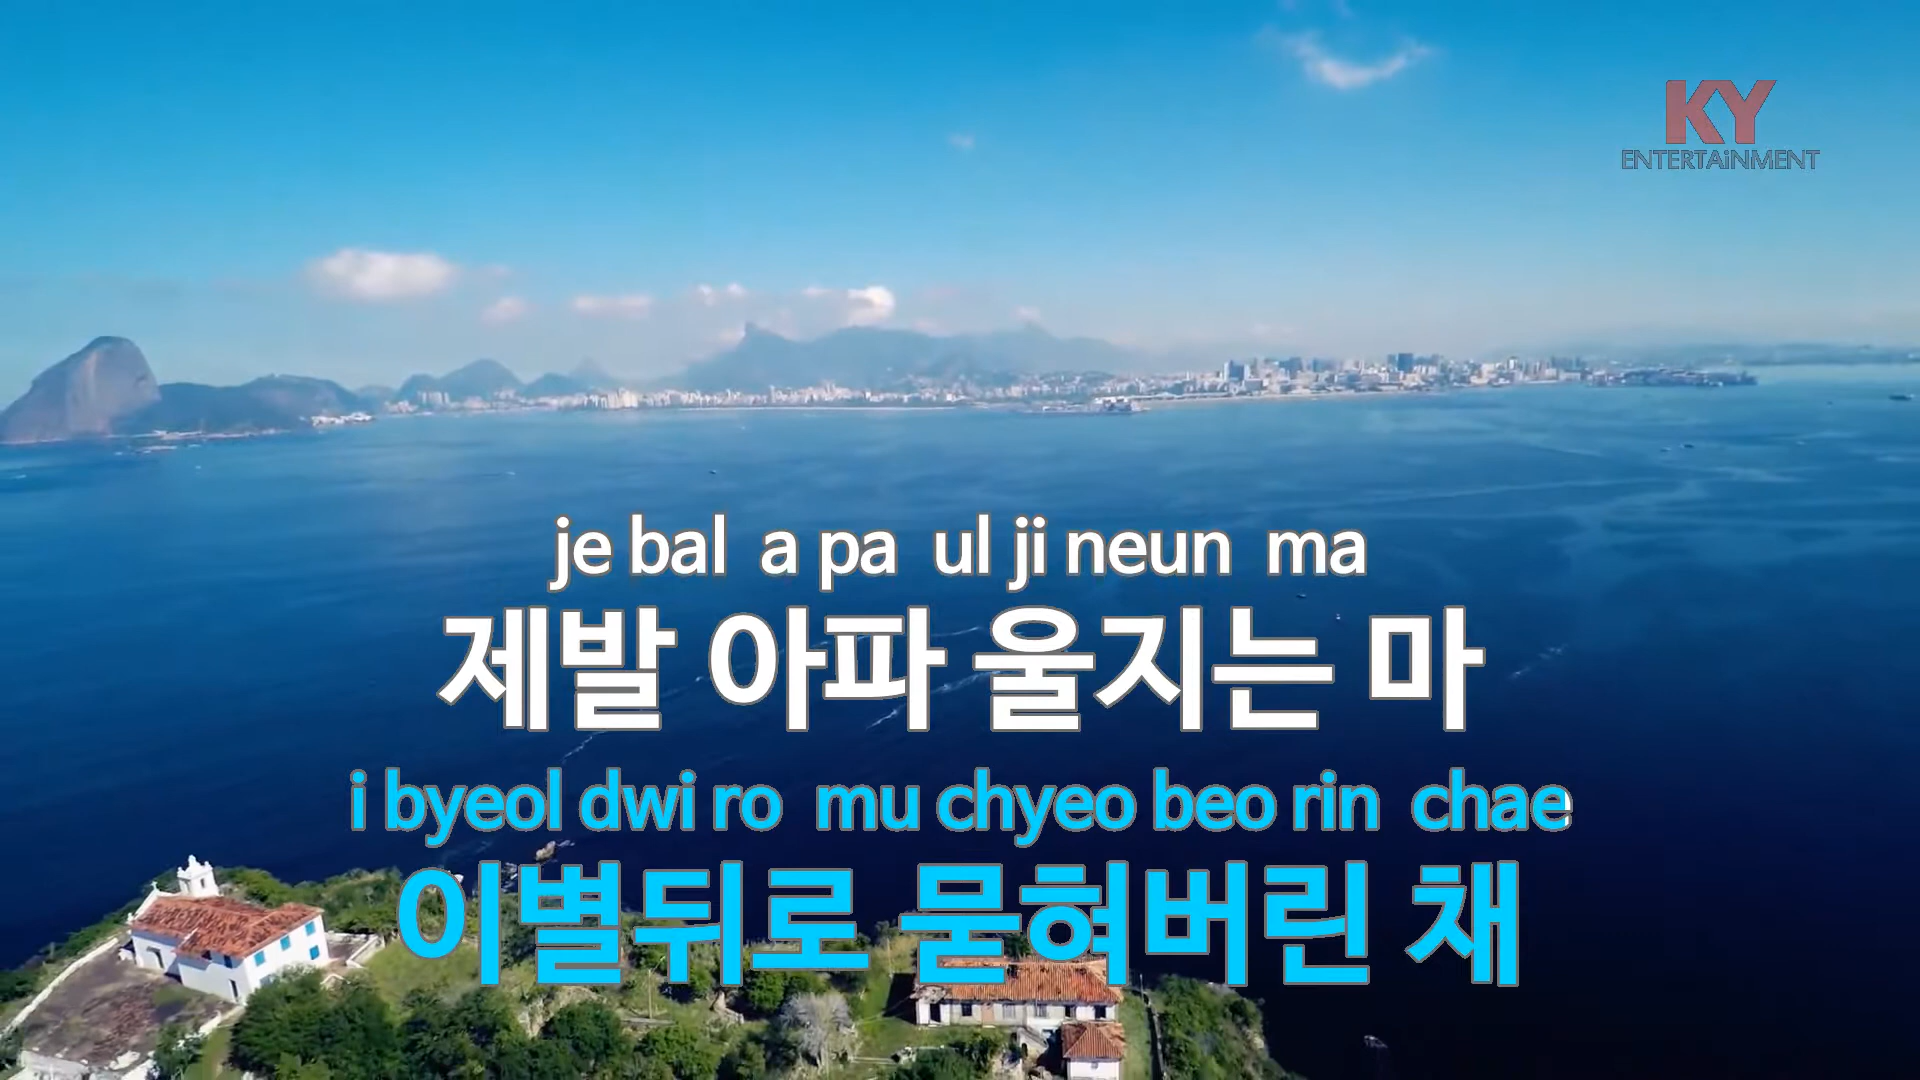 KY
ENTERTAiNMENT
je bal a pa ul ji neun ma
제발 아파 울지는 마
i byeol dwi ro mu chyeo beo rin chae
이별뒤로 묻혀버린 채